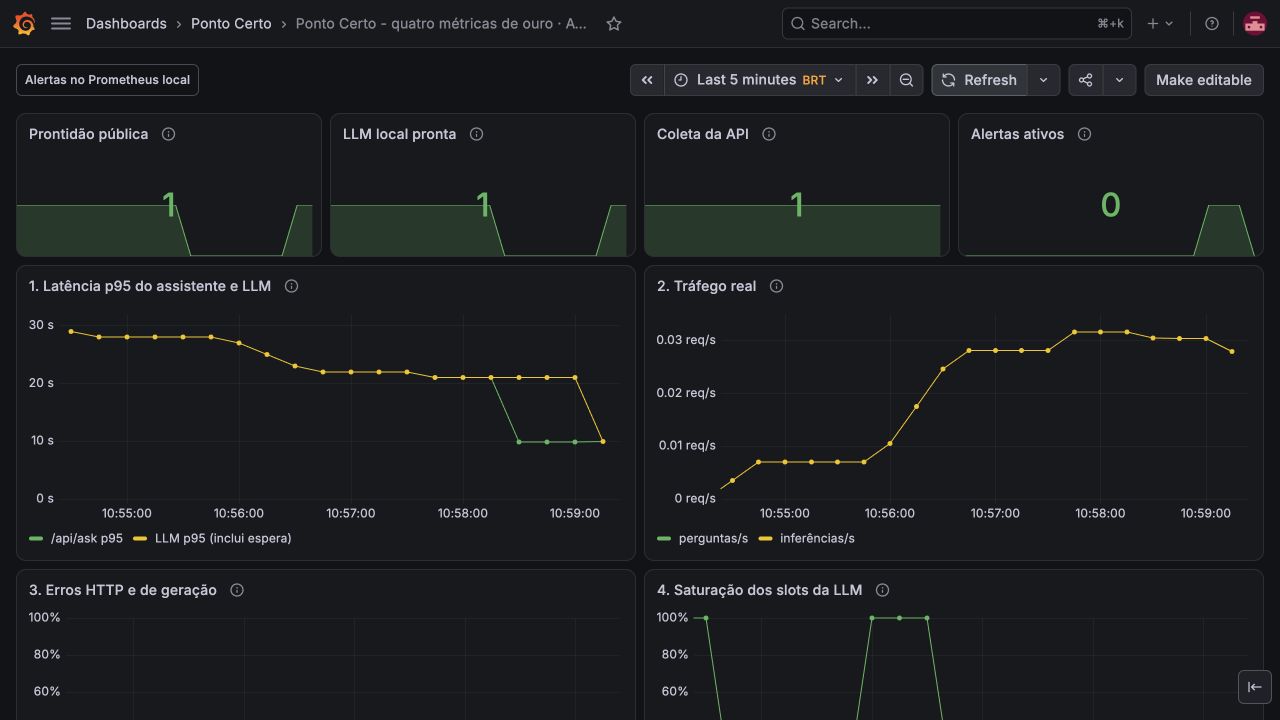 Dashboards › Ponto Certo › Ponto Certo - quatro métricas de ouro · A...
Search... ⌘+k
Alertas no Prometheus local
Last 5 minutes BRT
Refresh
Make editable
Prontidão pública
1
LLM local pronta
1
Coleta da API
1
Alertas ativos
0
1. Latência p95 do assistente e LLM
30 s
20 s
10 s
0 s
10:55:00 10:56:00 10:57:00 10:58:00 10:59:00
/api/ask p95 LLM p95 (inclui espera)
2. Tráfego real
0.03 req/s
0.02 req/s
0.01 req/s
0 req/s
10:55:00 10:56:00 10:57:00 10:58:00 10:59:00
perguntas/s inferências/s
3. Erros HTTP e de geração
100%
80%
60%
4. Saturação dos slots da LLM
100%
80%
60%